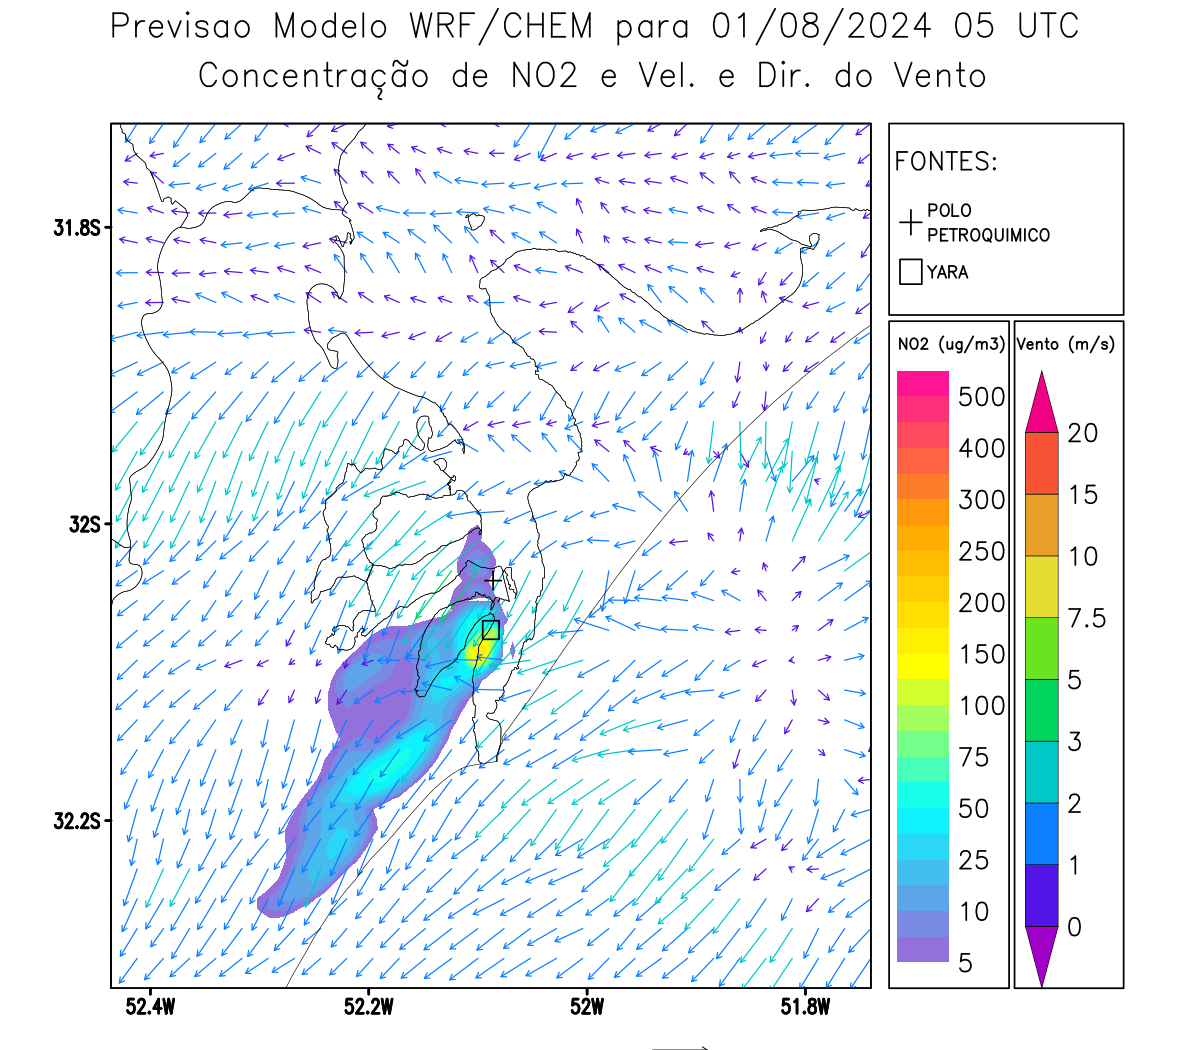 Previsao Modelo WRF/CHEM para 01/08/2024 05 UTC
Concentração de NO2 e Vel. e Dir. do Vento
FONTES:
POLO
PETROQUIMICO
YARA
NO2 (ug/m3)
500
400
300
250
200
150
100
75
50
25
10
5
Vento (m/s)
20
15
10
7.5
5
3
2
1
0
31.8S
32S
32.2S
52.4W
52.2W
52W
51.8W